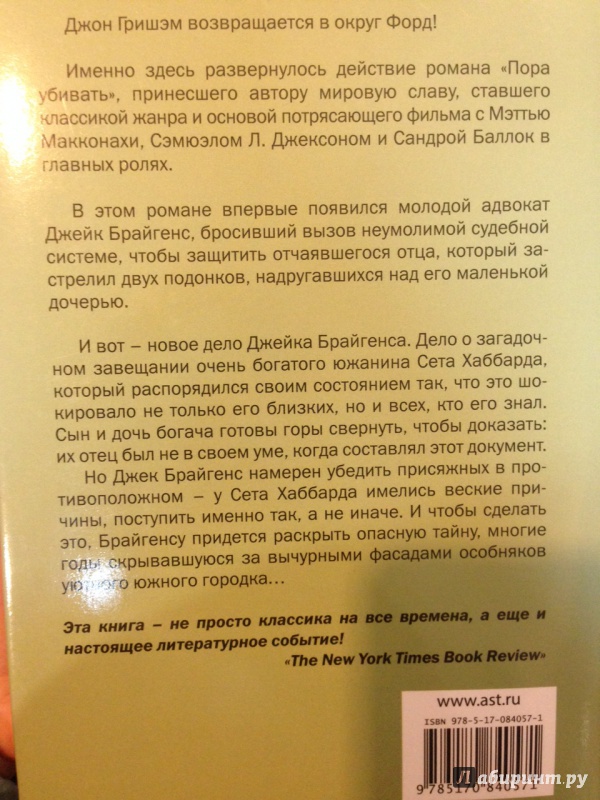 Джон Гришэм возвращается в округ Форд!
Именно здесь развернулось действие романа «Пора
убивать», принесшего автору мировую славу, ставшего
классикой жанра и основой потрясающего фильма с Мэттью
Макконахи, Сэмюэлом Л. Джексоном и Сандрой Баллок в
главных ролях.
В этом романе впервые появился молодой адвокат
Джейк Брайгенс, бросивший вызов неумолимой судебной
системе, чтобы защитить отчаявшегося отца, который за-
стрелил двух подонков, надругавшихся над его маленькой
дочерью.
И вот – новое дело Джейка Брайгенса. Дело о загадоч-
ном завещании очень богатого южанина Сета Хаббарда,
который распорядился своим состоянием так, что это шо-
кировало не только его близких, но и всех, кто его знал.
Сын и дочь богача готовы горы свернуть, чтобы доказать:
их отец был не в своем уме, когда составлял этот документ.
Но Джек Брайгенс намерен убедить присяжных в про-
тивоположном – у Сета Хаббарда имелись веские при-
чины, поступить именно так, а не иначе. И чтобы сделать
это, Брайгенсу придется раскрыть опасную тайну, многие
годы скрывавшуюся за вычурными фасадами особняков
уютного южного городка...
Эта книга – не просто классика на все времена, а еще и
настоящее литературное событие!
«The New York Times Book Review»
www.ast.ru
ISBN 978-5-17-084057-1
9 785170 840571
Лабиринт.ру